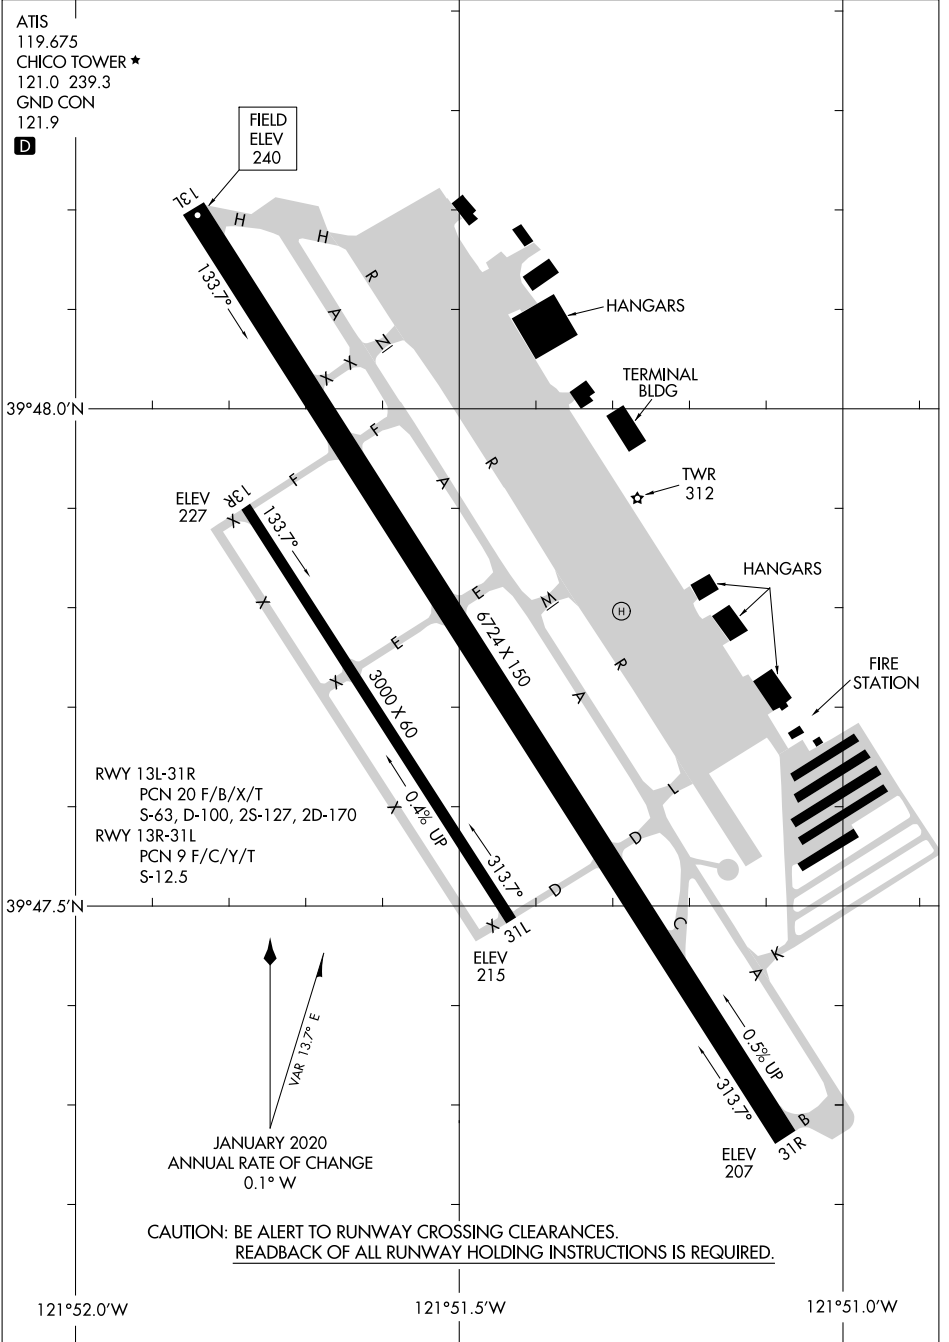 ATIS
119.675
CHICO TOWER ★
121.0 239.3
GND CON
121.9
D
FIELD
ELEV
240
13L
H
H
R
133.7°
A
N
X
X
HANGARS
TERMINAL
BLDG
39°48.0'N
F
F
R
A
TWR
312
ELEV
227
13R
X
133.7°
HANGARS
X
E
M
H
6724 X 150
E
R
X
3000 X 60
A
FIRE
STATION
RWY 13L-31R
PCN 20 F/B/X/T
S-63, D-100, 2S-127, 2D-170
RWY 13R-31L
PCN 9 F/C/Y/T
S-12.5
X
0.4% UP
L
D
313.7°
D
39°47.5'N
X
31L
C
ELEV
215
K
A
VAR 13.7° E
0.5% UP
313.7°
B
31R
ELEV
207
JANUARY 2020
ANNUAL RATE OF CHANGE
0.1° W
CAUTION: BE ALERT TO RUNWAY CROSSING CLEARANCES.
READBACK OF ALL RUNWAY HOLDING INSTRUCTIONS IS REQUIRED.
121°52.0'W
121°51.5'W
121°51.0'W